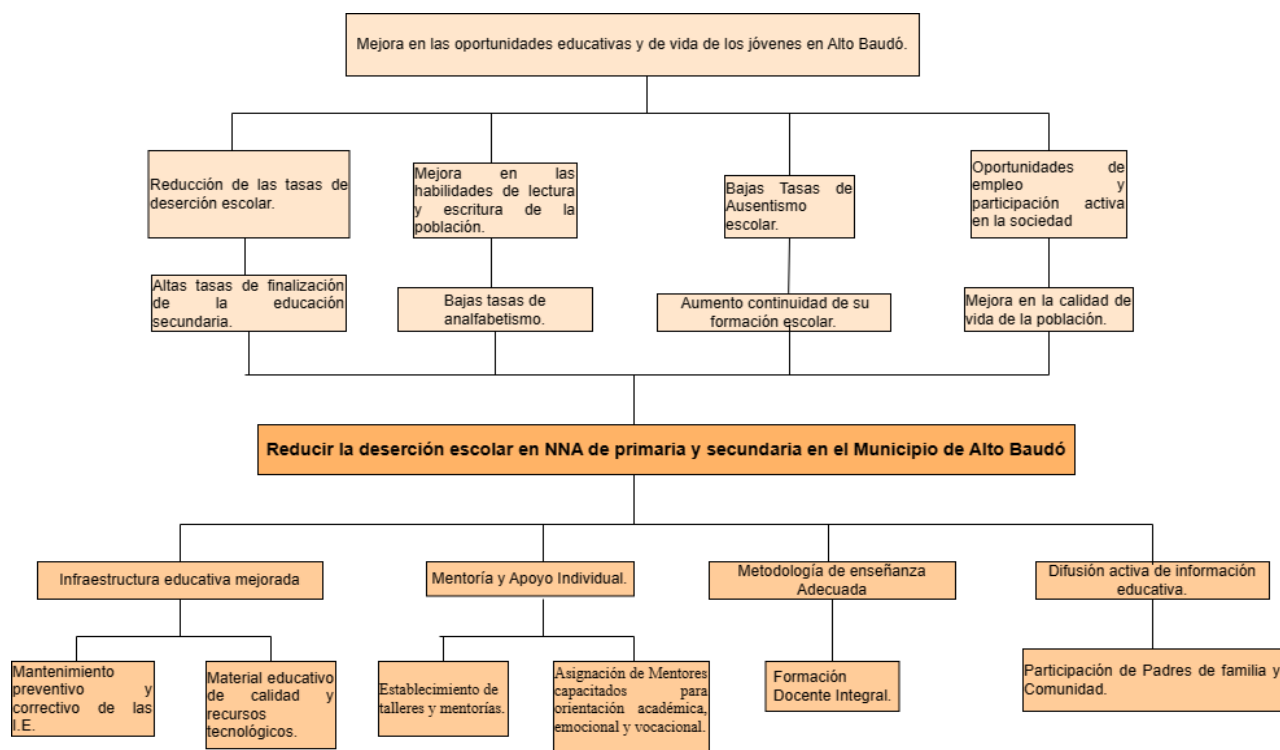 Mejora en las oportunidades educativas y de vida de los jóvenes en Alto Baudó.
Reducción de las tasas de
deserción escolar.
Mejora en las
habilidades de lectura
y escritura de la
población.
Bajas Tasas de
Ausentismo
escolar.
Oportunidades de
empleo y
participación activa
en la sociedad
Altas tasas de finalización
de la educación
secundaria.
Bajas tasas de
analfabetismo.
Aumento continuidad de su
formación escolar.
Mejora en la calidad de
vida de la población.
Reducir la deserción escolar en NNA de primaria y secundaria en el Municipio de Alto Baudó
Infraestructura educativa mejorada
Mentoría y Apoyo Individual.
Metodología de enseñanza
Adecuada
Difusión activa de información
educativa.
Mantenimiento
preventivo y
correctivo de las
I.E.
Material educativo
de calidad y
recursos
tecnológicos.
Establecimiento de
talleres y mentorías.
Asignación de Mentores
capacitados para
orientación académica,
emocional y vocacional.
Formación
Docente Integral.
Participación de Padres de familia y
Comunidad.